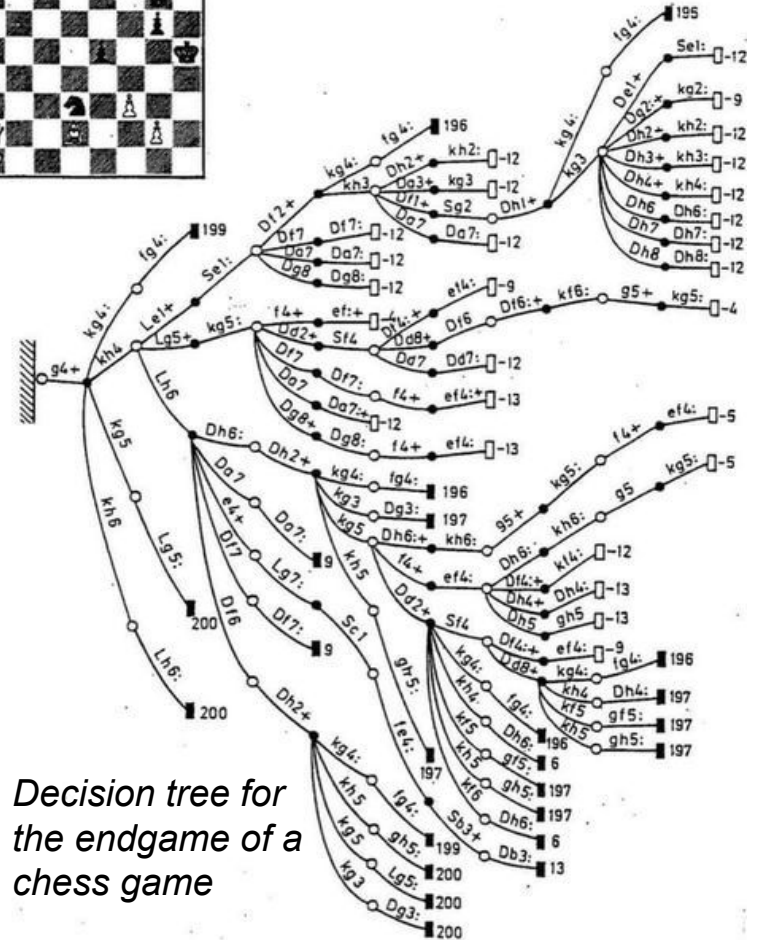 fg4: 195
Se1: -12
De1+
kg4: kg2: -9
Dg2:+
fg4: 196
kg4: kh2: -12
Dh2+
kh3 Dh2+ kh2: -12
kg3 Dh3+ kh3: -12
Da3+ kg3 -12
Dh4+ kh4: -12
Df2+ Df1+ Sg2 Dh1+
Dh6 Dh6: -12
Da7 Da7: -12
Dh7 Dh7: -12
Dh8 Dh8: -12
fg4: 199
Df7 Df7: -12
Se1: Da7 Da7: -12
Dg8 Dg8: -12
kg4: Le1+
ef4: -9
Df4:+
g4+ kh4 Lg5+ kg5: f4+ ef:+ -4
Dd8+ Df6 Df6:+ kf6: g5+ kg5: -4
Dd2+ Sf4
Dd7 Dd7: -12
Df7 Df7: f4+ ef4:+ -13
Lh6
Da7 Da7:+ -12
Dg8+ Dg8: f4+ ef4: -13
kg5
f4+ ef4: -5
kg5:
Dh6: Dh2+ kg4: fg4: 196
g5+ kg5: -5
g5
kh6 Da7 kg3 Dg3: 197
kh6:
e4+ Da7: 9 kg5 Dh6:+ kh6:
Dh6:
Lg5: Df7 kh5 f4+ ef4: Df4:+ kf4: -12
Lg7: Dh4+ Dh4: -13
200 Df6 Df7: 9 Sc1 Dd2+ Dh5 gh5 -13
Sf4 Df4:+ ef4: -9
Dd8+ kg4: fg4: 196
Lh6: gh5: kg4: fg4: 196 kh4 Dh4: 197
kh4 Dh6: 6 kf5 gf5: 197
200 Dh2+ kf5 gf5: 197 kh5 gh5: 197
fe4: kh5 gh5: 197
197 kf6 Dh6: 6
kg4: fg4: 199 Sb3+ Db3: 13
kh5 gh5: 200
kg5 Lg5: 200
kg3 Dg3: 200
Decision tree for
the endgame of a
chess game